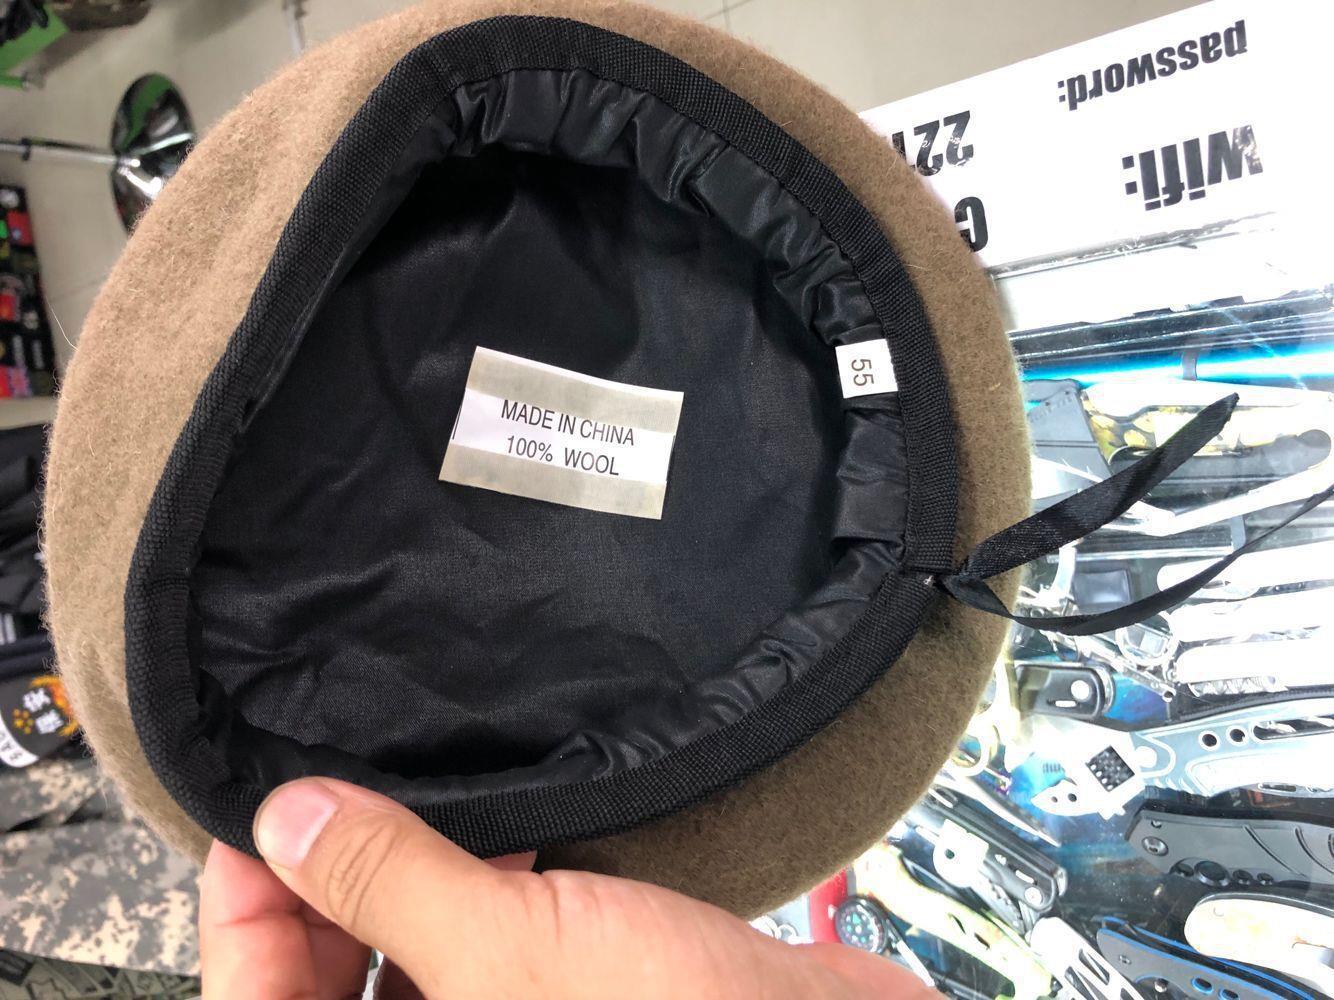 MADE IN CHINA
100% WOOL
55
wifi:
password: